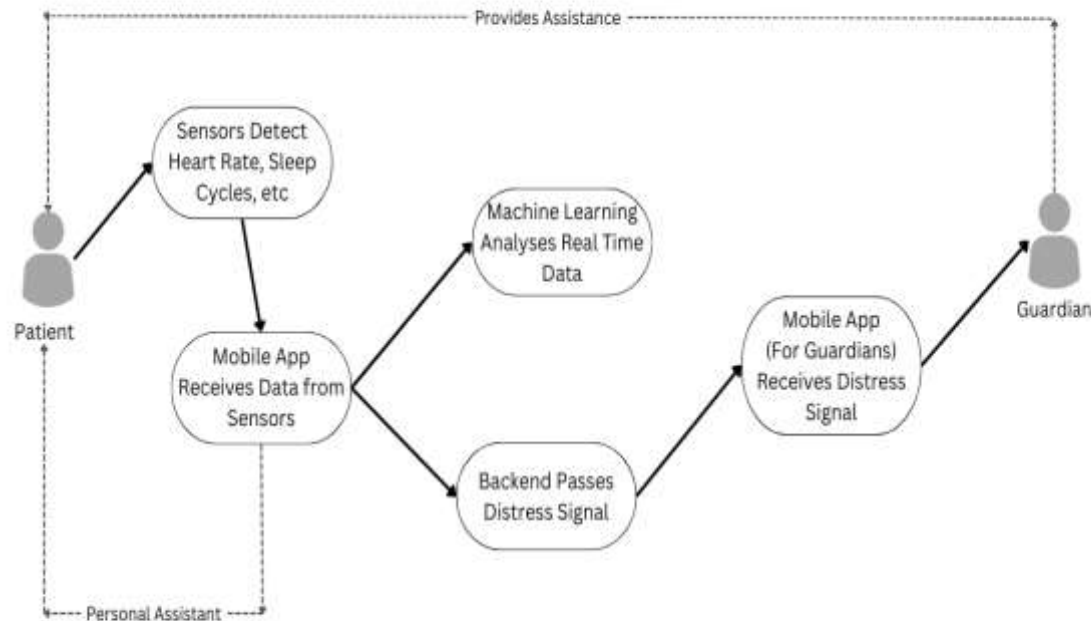 Provides Assistance
Sensors Detect
Heart Rate, Sleep
Cycles, etc
Machine Learning
Analyses Real Time
Data
Patient
Guardian
Mobile App
Receives Data from
Sensors
Mobile App
(For Guardians)
Receives Distress
Signal
Backend Passes
Distress Signal
Personal Assistant